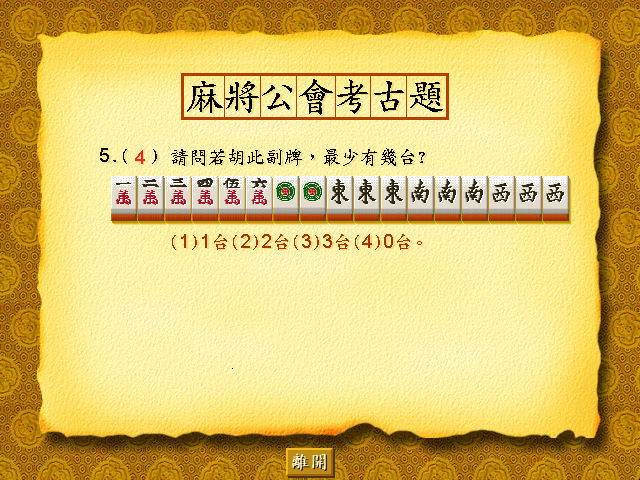 麻將公會考古題
5.(4) 請問若胡此副牌，最少有幾台?
一萬 二萬 三萬 四萬 伍萬 六萬 東 東 東 南 南 南 西 西 西
(1)1台(2)2台(3)3台(4)0台。
離開